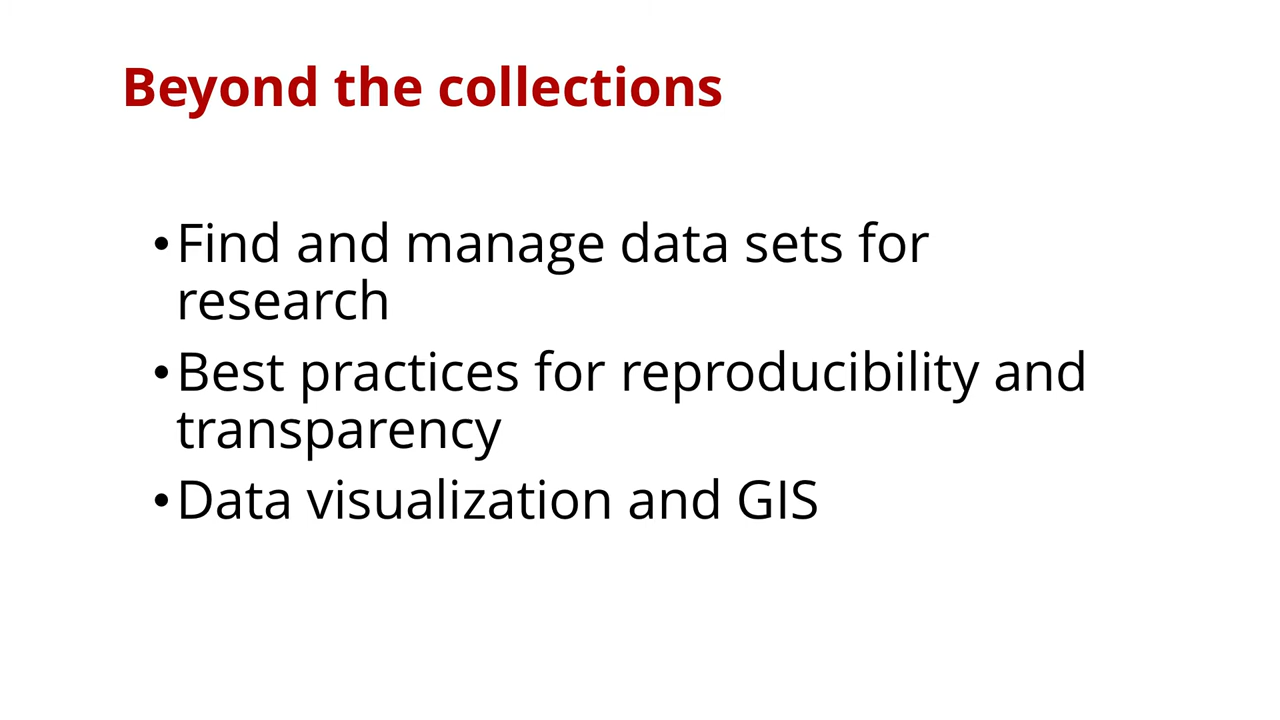 Beyond the collections
•Find and manage data sets for
research
•Best practices for reproducibility and
transparency
•Data visualization and GIS